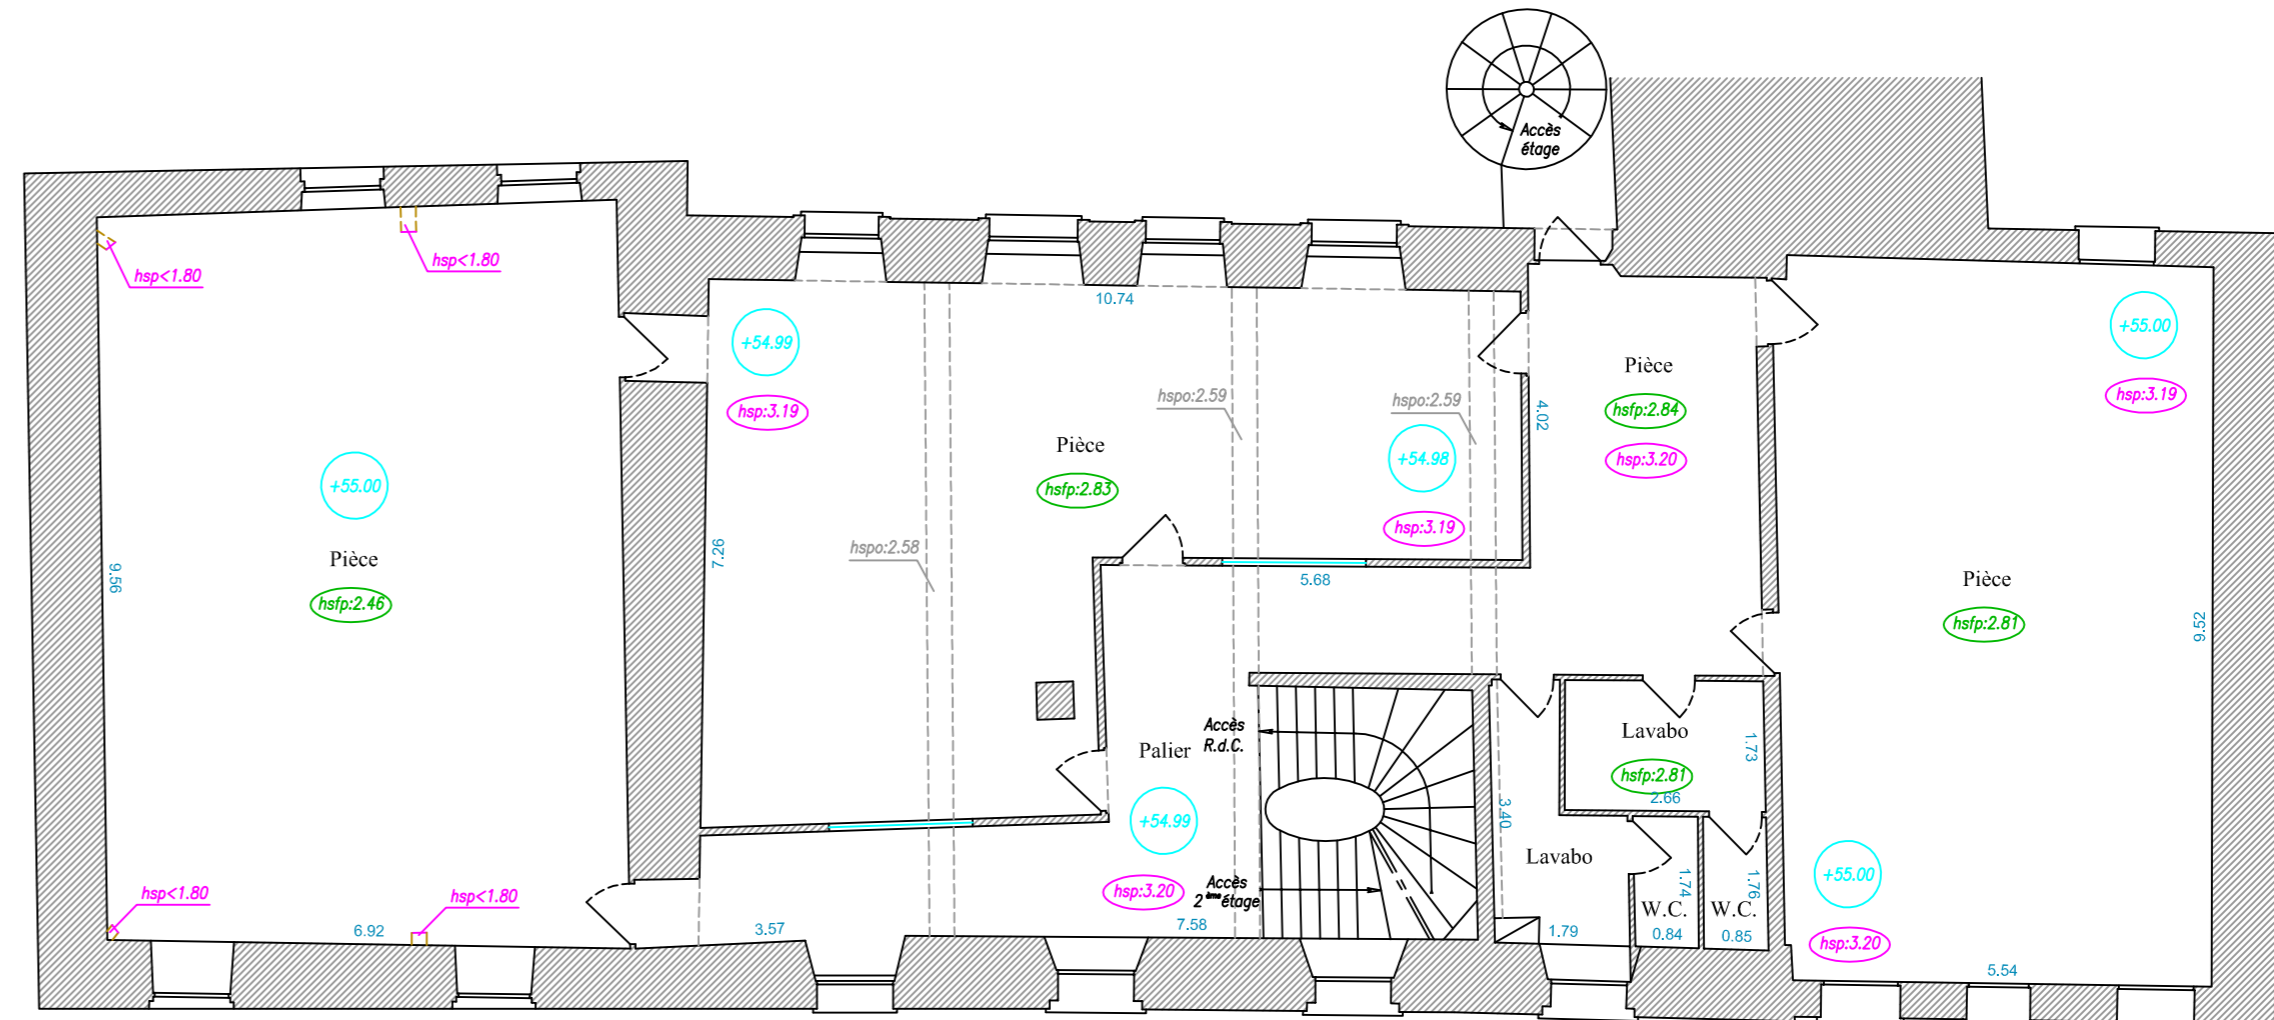 Accès
étage
hsp<1.80
hsp<1.80
10.74
+54.99
+55.00
hsp:3.19
hspo:2.59
hspo:2.59
4.02
Pièce
hsfp:2.84
hsp:3.19
Pièce
+54.98
hsp:3.20
+55.00
hsfp:2.83
hsp:3.19
Pièce
hspo:2.58
7.26
9.56
hsfp:2.46
5.68
Pièce
hsfp:2.81
9.52
Accès
R.d.C.
Palier
Lavabo
1.73
hsfp:2.81
2.66
+54.99
3.40
Lavabo
hsp<1.80
hsp<1.80
hsp:3.20
Accès
2ème étage
1.74
1.76
+55.00
W.C.
W.C.
6.92
3.57
7.58
1.79
0.84
0.85
hsp:3.20
5.54